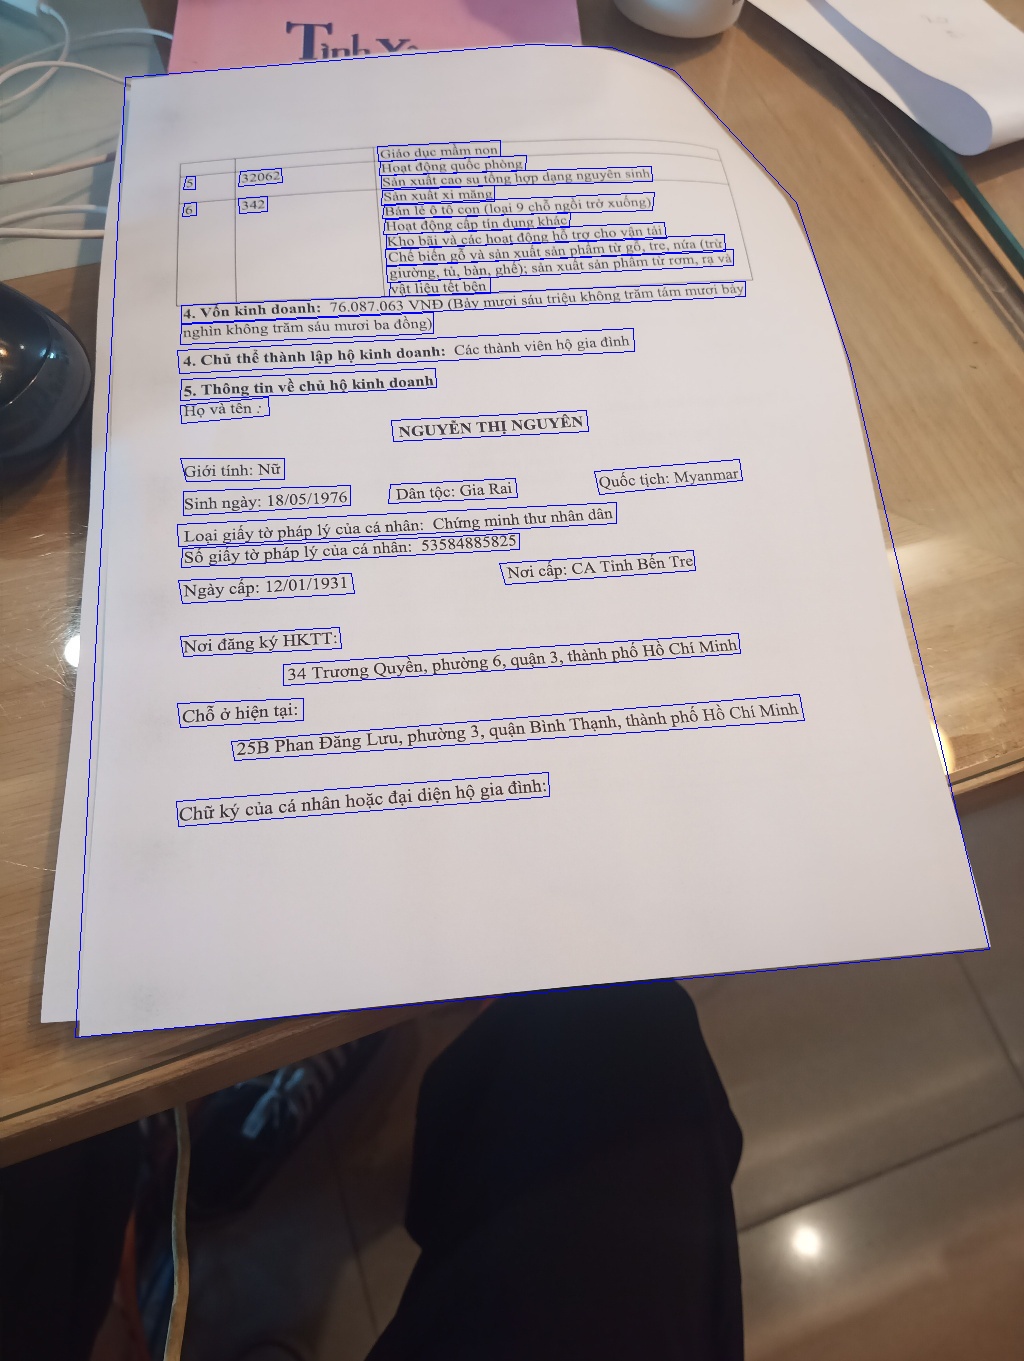 Tình Yê
Giáo dục mầm non
Hoạt động quốc phòng
5 32062 Sản xuất cao su tổng hợp dạng nguyên sinh
Sản xuất xi măng
6 342 Bán lẻ ô tô con (loại 9 chỗ ngồi trở xuống)
Hoạt động cấp tín dụng khác
Kho bãi và các hoạt động hỗ trợ cho vận tải
Chế biến gỗ và sản xuất sản phẩm từ gỗ, tre, nứa (trừ
giường, tủ, bàn, ghế); sản xuất sản phẩm từ rơm, rạ và
vật liệu tết bện
4. Vốn kinh doanh: 76.087.063 VNĐ (Bảy mươi sáu triệu không trăm tám mươi bảy
nghìn không trăm sáu mươi ba đồng)
4. Chủ thể thành lập hộ kinh doanh: Các thành viên hộ gia đình
5. Thông tin về chủ hộ kinh doanh
Họ và tên :
NGUYỄN THỊ NGUYÊN
Giới tính: Nữ
Sinh ngày: 18/05/1976 Dân tộc: Gia Rai Quốc tịch: Myanmar
Loại giấy tờ pháp lý của cá nhân: Chứng minh thư nhân dân
Số giấy tờ pháp lý của cá nhân: 53584885825
Ngày cấp: 12/01/1931 Nơi cấp: CA Tỉnh Bến Tre
Nơi đăng ký HKTT:
34 Trương Quyền, phường 6, quận 3, thành phố Hồ Chí Minh
Chỗ ở hiện tại:
25B Phan Đăng Lưu, phường 3, quận Bình Thạnh, thành phố Hồ Chí Minh
Chữ ký của cá nhân hoặc đại diện hộ gia đình: